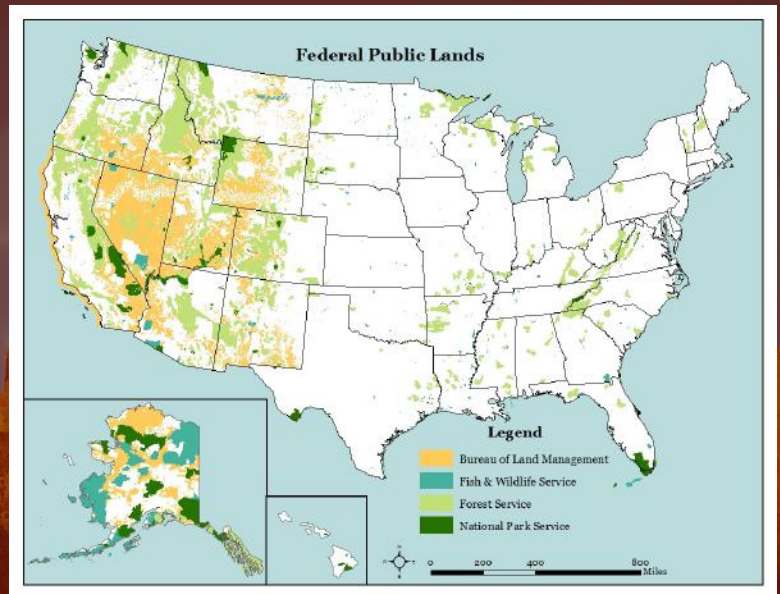 Federal Public Lands
Legend
Bureau of Land Management
Fish & Wildlife Service
Forest Service
National Park Service
0 200 400 800
Miles